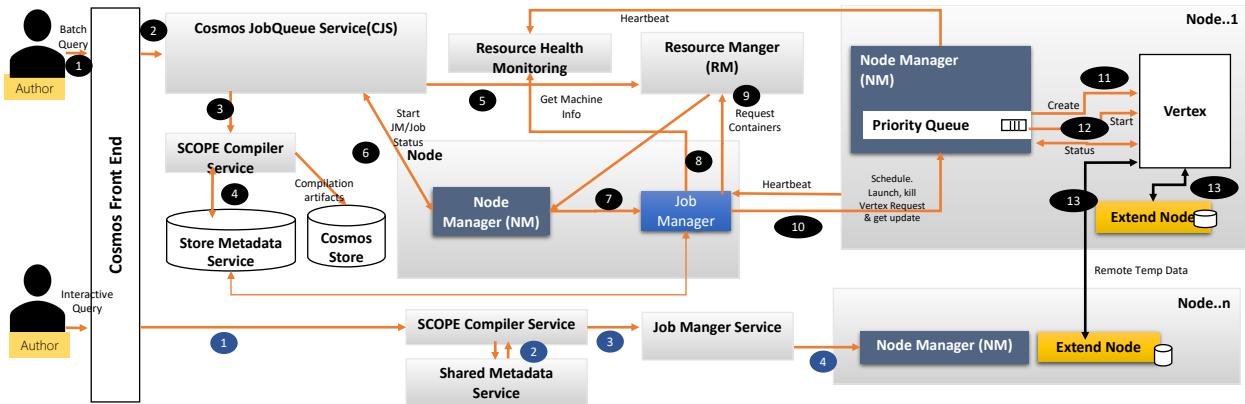 Batch
Query
1
Author
Cosmos Front End
2
Cosmos JobQueue Service(CJS)
3
SCOPE Compiler
Service
4
Compilation
artifacts
Store Metadata
Service
Cosmos
Store
Heartbeat
Resource Health
Monitoring
Resource Manger
(RM)
5
Get Machine
Info
9
Request
Containers
Start
JM/Job
Status
6
Node
8
Node
Manager (NM)
7
Job
Manager
Heartbeat
10
Schedule.
Launch, kill
Vertex Request
& get update
Node..1
Node Manager
(NM)
Priority Queue
11
Create
12
Start
Status
Vertex
13
13
Extend Node
Remote Temp Data
Interactive
Query
Author
1
SCOPE Compiler Service
2
Shared Metadata
Service
3
Job Manger Service
4
Node..n
Node Manager (NM)
Extend Node